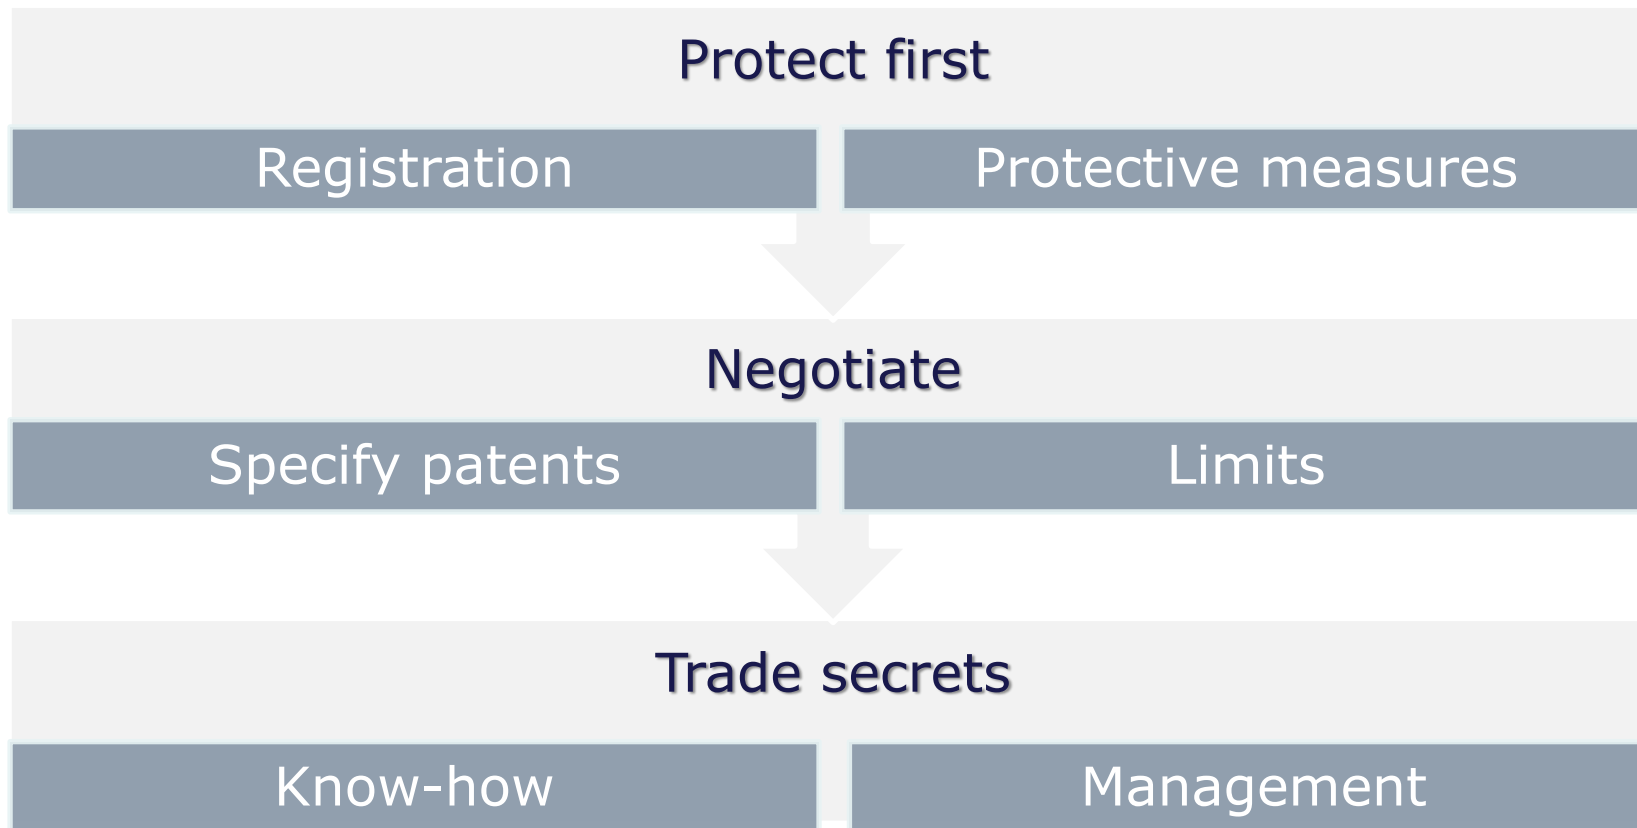 Protect first
Registration
Protective measures
Negotiate
Specify patents
Limits
Trade secrets
Know-how
Management